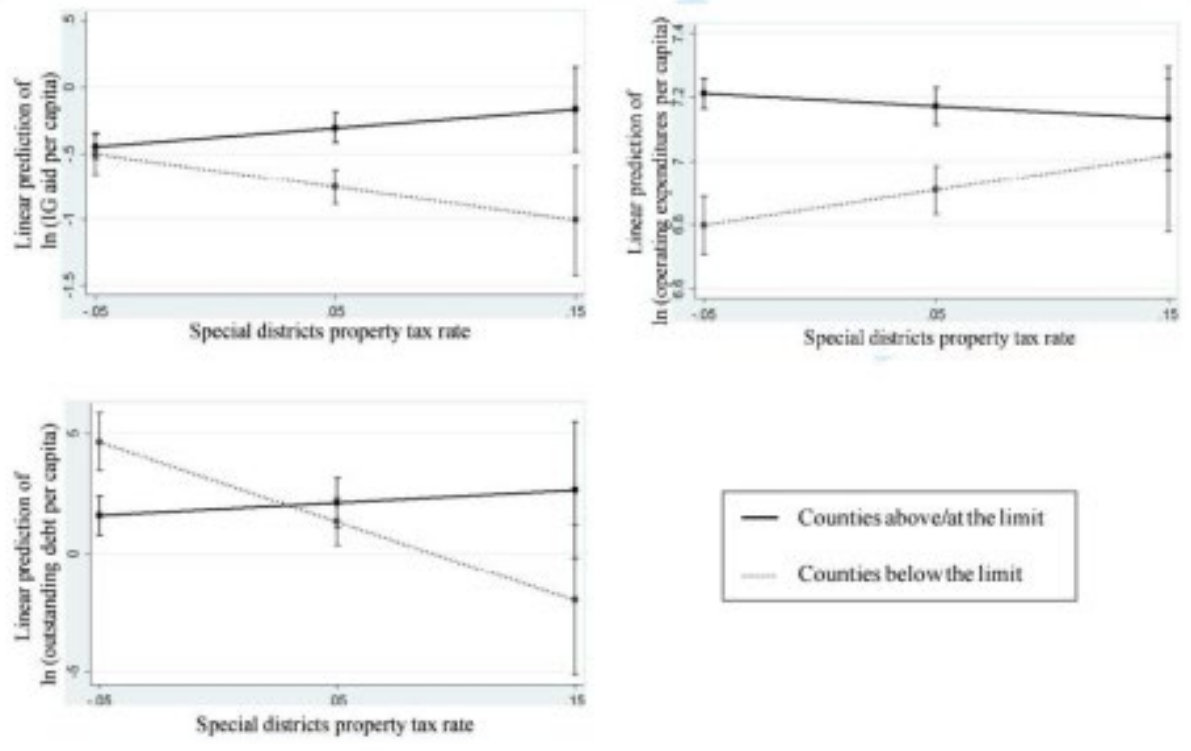 Linear prediction of
ln (IG aid per capita)
.5
0
-.5
-1
-1.5
-.05
.05
.15
Special districts property tax rate
Linear prediction of
ln (operating expenditures per capita)
7.4
7.2
7
6.8
6.6
-.05
.05
.15
Special districts property tax rate
Linear prediction of
ln (outstanding debt per capita)
5
0
-5
-.05
.05
.15
Special districts property tax rate
Counties above/at the limit
Counties below the limit